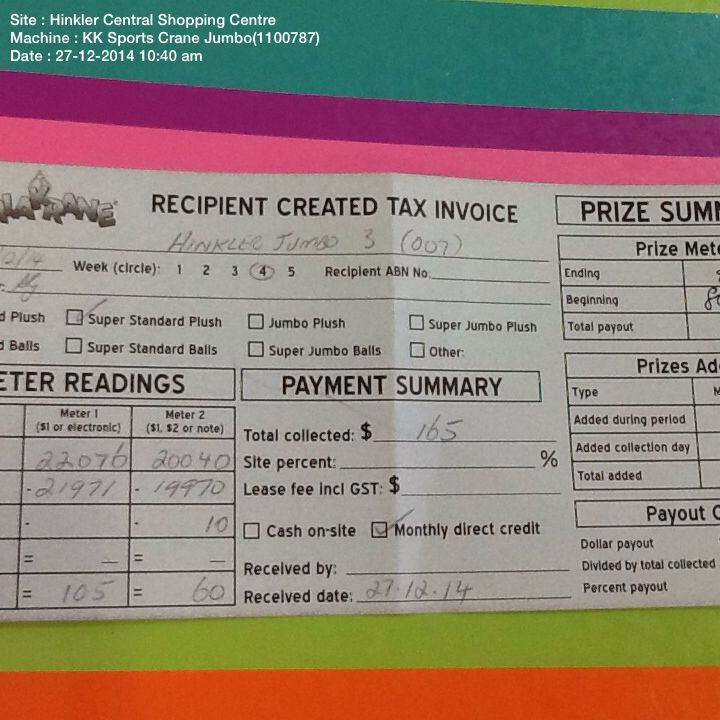 Site : Hinkler Central Shopping Centre
Machine : KK Sports Crane Jumbo(1100787)
Date : 27-12-2014 10:40 am
RECIPIENT CREATED TAX INVOICE
HINKLER JUMBO 3 (007)
Week (circle): 1 2 3 4 5 Recipient ABN No:
d Plush Super Standard Plush Jumbo Plush Super Jumbo Plush
d Balls Super Standard Balls Super Jumbo Balls Other:
ETER READINGS
Meter 1 Meter 2
($1 or electronic) ($1, $2 or note)
22076 20040
- 21971 - 19970
- - 10
= — = —
= 105 = 60
PAYMENT SUMMARY
Total collected: $ 165
Site percent: %
Lease fee incl GST: $
Cash on-site Monthly direct credit
Received by:
Received date: 27.12.14
PRIZE SUMM
Prize Mete
Ending
Beginning
Total payout
Prizes Ad
Type
Added during period
Added collection day
Total added
Payout C
Dollar payout
Divided by total collected
Percent payout